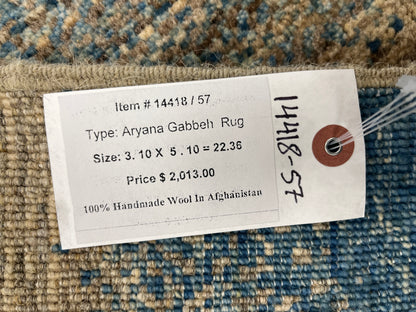 Item # 14418 / 57
Type: Aryana Gabbeh Rug
Size: 3. 10 X 5 . 10 = 22.36
Price $ 2,013.00
100% Handmade Wool In Afghanistan
14418-57